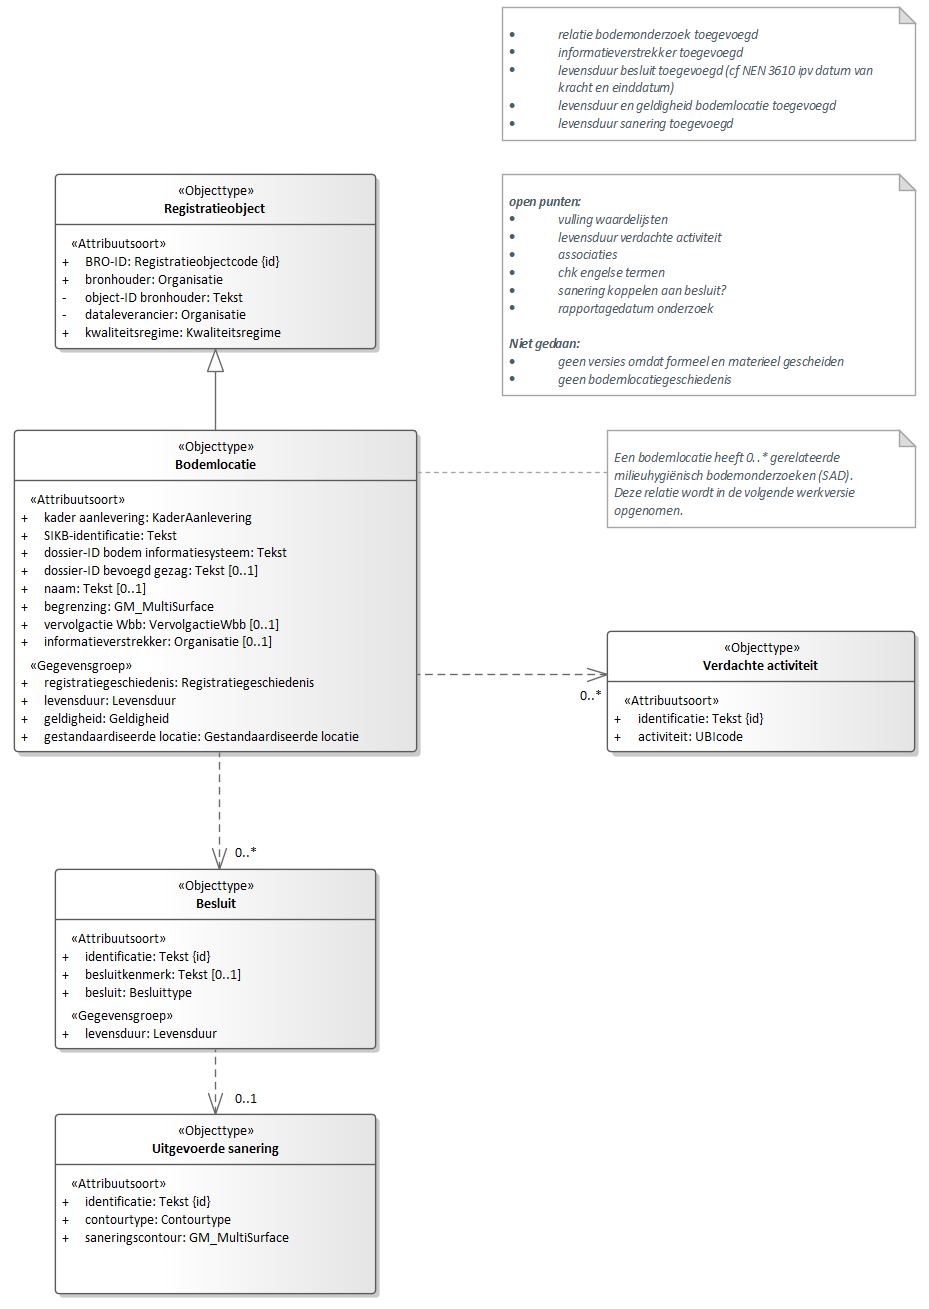 • relatie bodemonderzoek toegevoegd
• informatieverstrekker toegevoegd
• levensduur besluit toegevoegd (cf NEN 3610 ipv datum van
kracht en einddatum)
• levensduur en geldigheid bodemlocatie toegevoegd
• levensduur sanering toegevoegd
open punten:
• vulling waardelijsten
• levensduur verdachte activiteit
• associaties
• chk engelse termen
• sanering koppelen aan besluit?
• rapportagedatum onderzoek
Niet gedaan:
• geen versies omdat formeel en materieel gescheiden
• geen bodemlocatiegeschiedenis
«Objecttype»
Registratieobject
«Attribuutsoort»
+ BRO-ID: Registratieobjectcode {id}
+ bronhouder: Organisatie
- object-ID bronhouder: Tekst
- dataleverancier: Organisatie
+ kwaliteitsregime: Kwaliteitsregime
«Objecttype»
Bodemlocatie
«Attribuutsoort»
+ kader aanlevering: KaderAanlevering
+ SIKB-identificatie: Tekst
+ dossier-ID bodem informatiesysteem: Tekst
+ dossier-ID bevoegd gezag: Tekst [0..1]
+ naam: Tekst [0..1]
+ begrenzing: GM_MultiSurface
+ vervolgactie Wbb: VervolgactieWbb [0..1]
+ informatieverstrekker: Organisatie [0..1]
«Gegevensgroep»
+ registratiegeschiedenis: Registratiegeschiedenis
+ levensduur: Levensduur
+ geldigheid: Geldigheid
+ gestandaardiseerde locatie: Gestandaardiseerde locatie
Een bodemlocatie heeft 0..* gerelateerde
milieuhygiënisch bodemonderzoeken (SAD).
Deze relatie wordt in de volgende werkversie
opgenomen.
0..*
«Objecttype»
Verdachte activiteit
«Attribuutsoort»
+ identificatie: Tekst {id}
+ activiteit: UBIcode
0..*
«Objecttype»
Besluit
«Attribuutsoort»
+ identificatie: Tekst {id}
+ besluitkenmerk: Tekst [0..1]
+ besluit: Besluittype
«Gegevensgroep»
+ levensduur: Levensduur
0..1
«Objecttype»
Uitgevoerde sanering
«Attribuutsoort»
+ identificatie: Tekst {id}
+ contourtype: Contourtype
+ saneringscontour: GM_MultiSurface